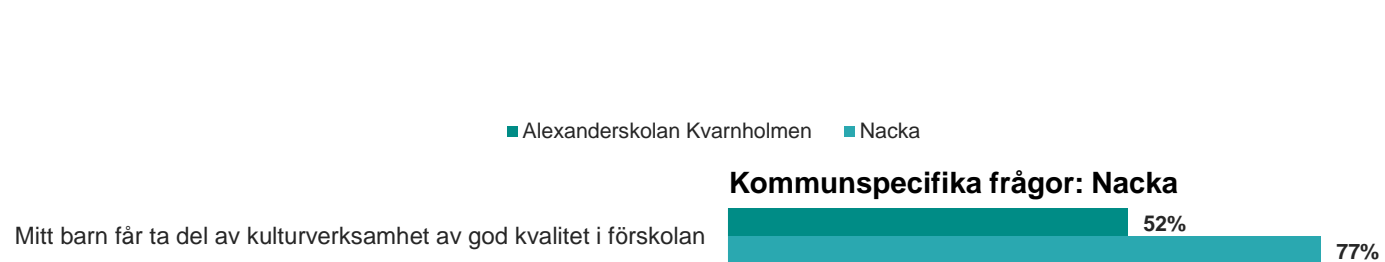 Alexanderskolan Kvarnholmen Nacka
Kommunspecifika frågor: Nacka
Mitt barn får ta del av kulturverksamhet av god kvalitet i förskolan
52%
77%